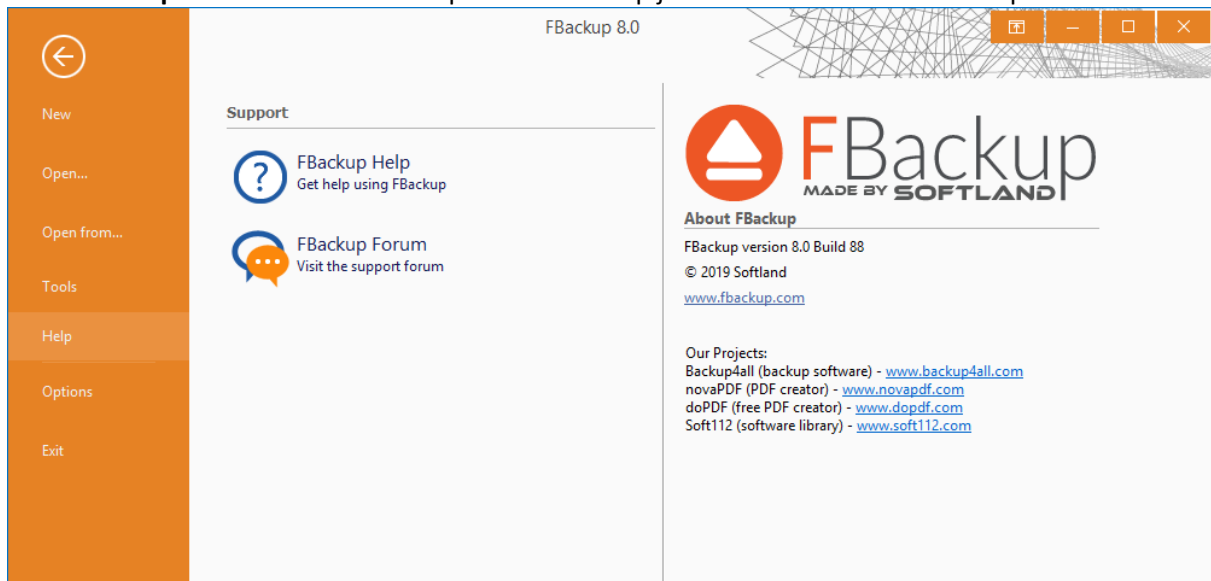 FBackup 8.0
New
Open...
Open from...
Tools
Help
Options
Exit
Support
FBackup Help
Get help using FBackup
FBackup Forum
Visit the support forum
FBackup
MADE BY SOFTLAND
About FBackup
FBackup version 8.0 Build 88
© 2019 Softland
www.fbackup.com
Our Projects:
Backup4all (backup software) - www.backup4all.com
novaPDF (PDF creator) - www.novapdf.com
doPDF (free PDF creator) - www.dopdf.com
Soft112 (software library) - www.soft112.com